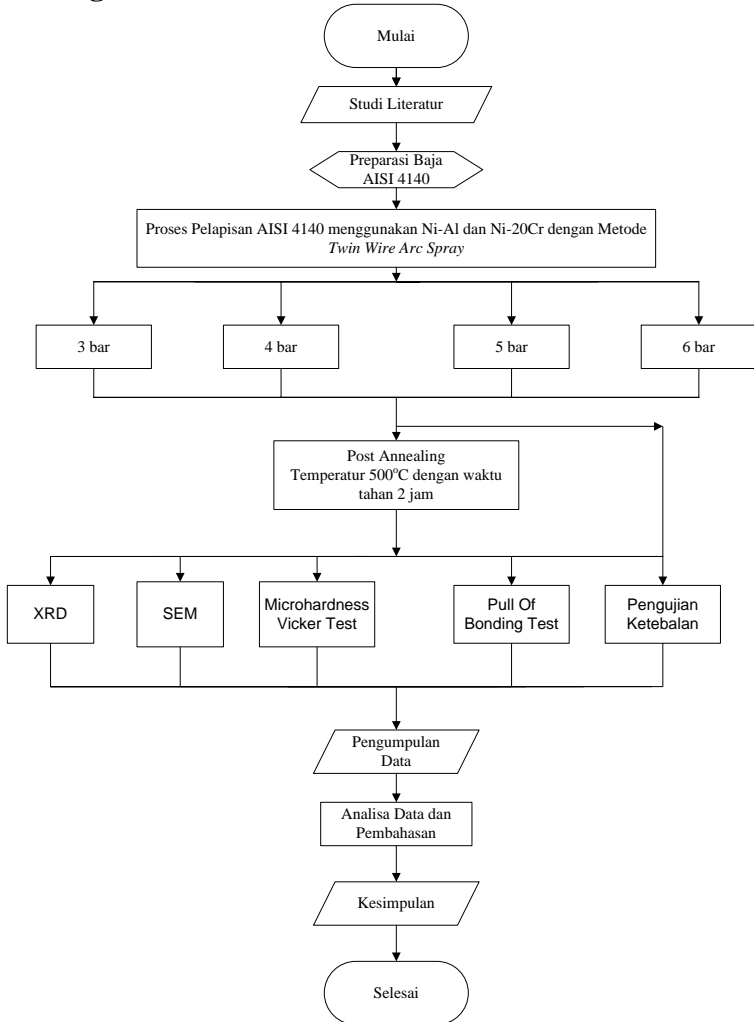 Mulai
Studi Literatur
Preparasi Baja
AISI 4140
Proses Pelapisan AISI 4140 menggunakan Ni-Al dan Ni-20Cr dengan Metode
Twin Wire Arc Spray
3 bar
4 bar
5 bar
6 bar
Post Annealing
Temperatur 500°C dengan waktu
tahan 2 jam
XRD
SEM
Microhardness
Vicker Test
Pull Of
Bonding Test
Pengujian
Ketebalan
Pengumpulan
Data
Analisa Data dan
Pembahasan
Kesimpulan
Selesai